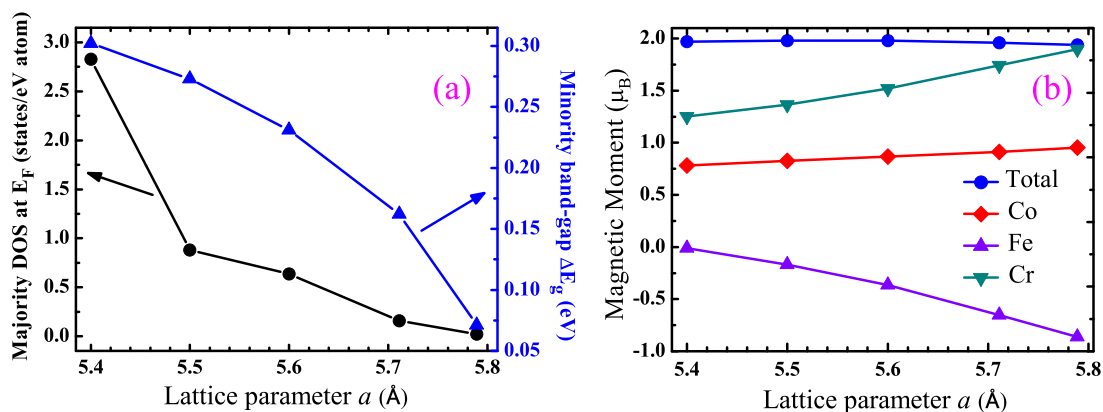 Majority DOS at E_F (states/eV atom)
3.0
2.5
2.0
1.5
1.0
0.5
0.0
(a)
0.30
0.25
0.20
0.15
0.10
0.05
Minority band-gap ΔE_g (eV)
5.4 5.5 5.6 5.7 5.8
Lattice parameter a (Å)
Magnetic Moment (μ_B)
2.0
1.5
1.0
0.5
0.0
-0.5
-1.0
(b)
Total
Co
Fe
Cr
5.4 5.5 5.6 5.7 5.8
Lattice parameter a (Å)